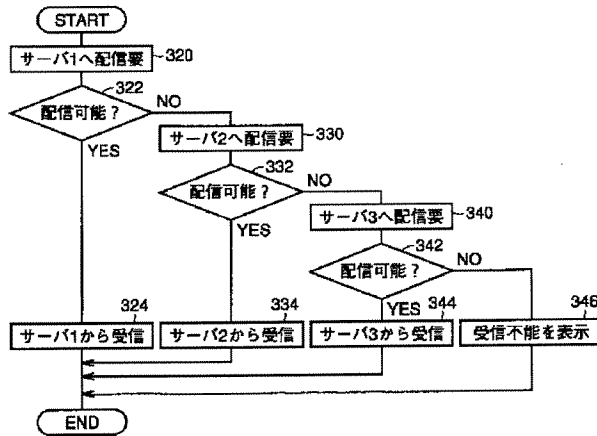 START
サーバ1へ配信要
320
322
配信可能？
NO
YES
サーバ2へ配信要
330
332
配信可能？
NO
YES
サーバ3へ配信要
340
342
配信可能？
NO
YES
324
サーバ1から受信
334
サーバ2から受信
344
サーバ3から受信
346
受信不能を表示
END